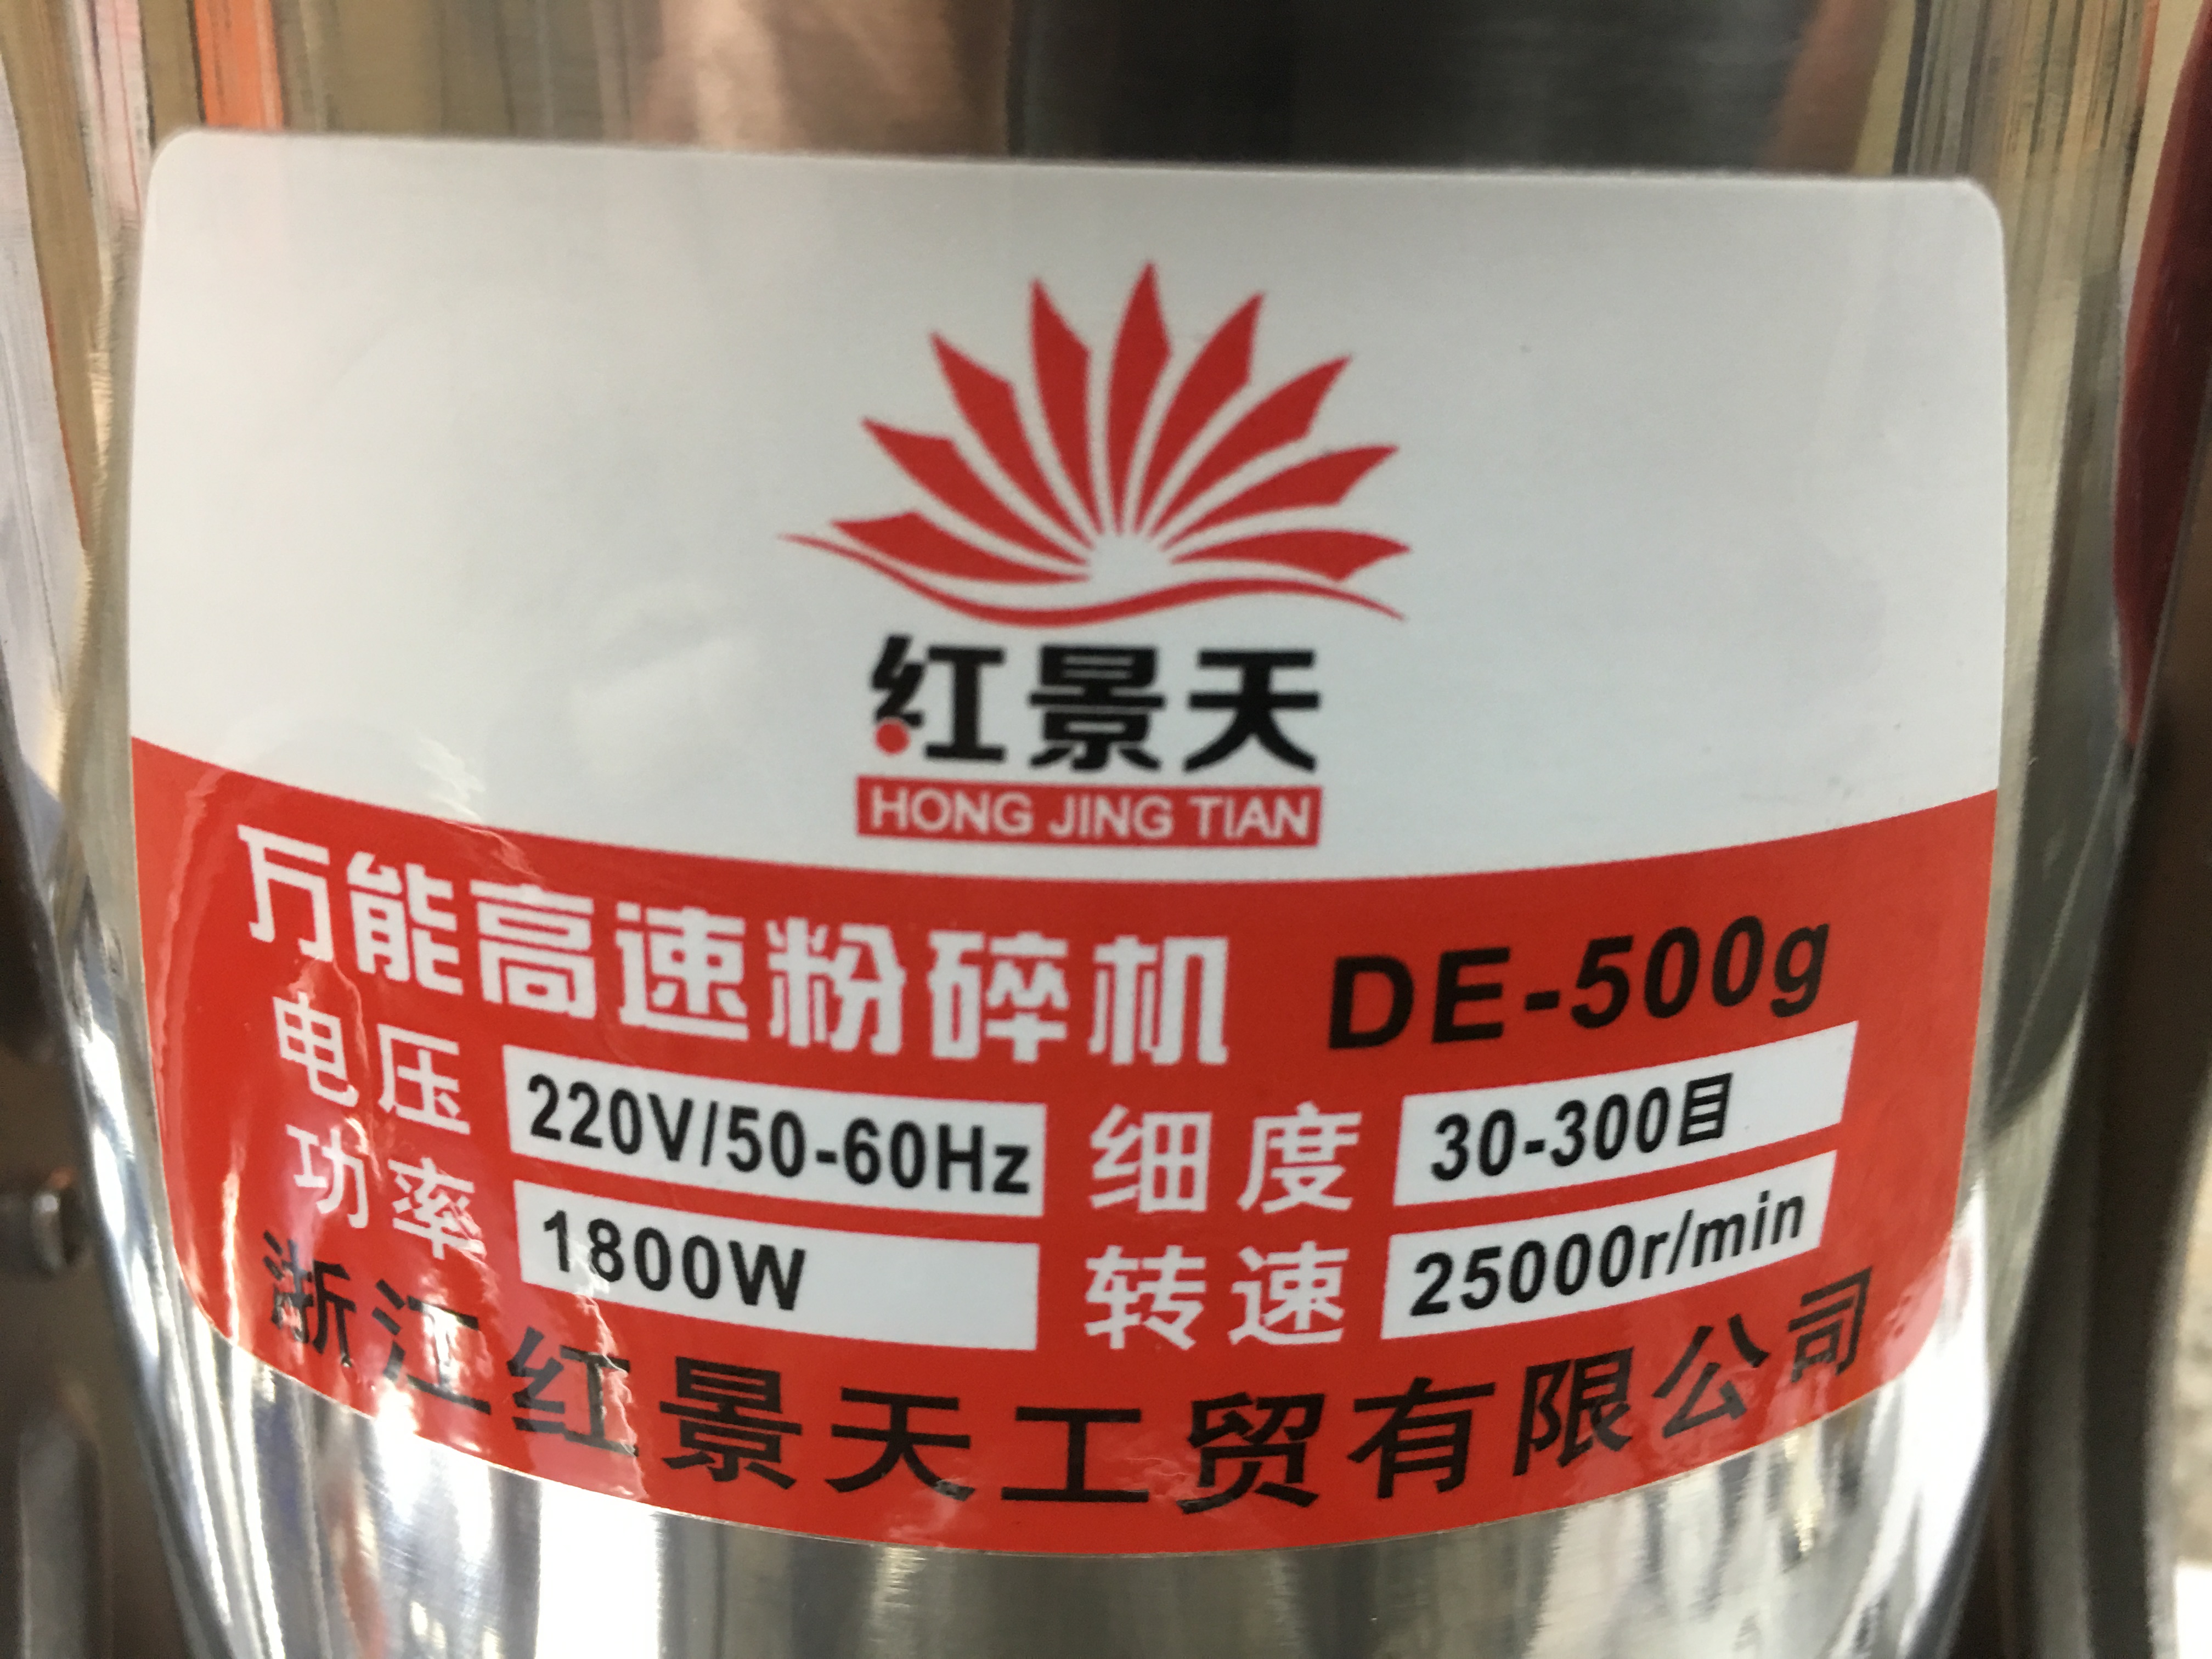 红景天
HONG JING TIAN
万能高速粉碎机 DE-500g
电压 220V/50-60Hz 细度 30-300目
功率 1800W 转速 25000r/min
浙江红景天工贸有限公司